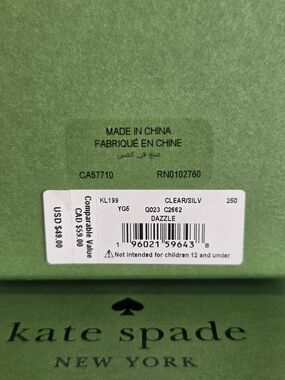 MADE IN CHINA
FABRIQUÉ EN CHINE
صنع في الصين
CA57710 RN0102760
Comparable Value
USD $49.00 CAD $59.00
KL199 CLEAR/SILV 250
YG5 Q023 C2662
DAZZLE
1 96021 59643 8
⚠ Not intended for children 12 and under
kate spade
NEW YORK